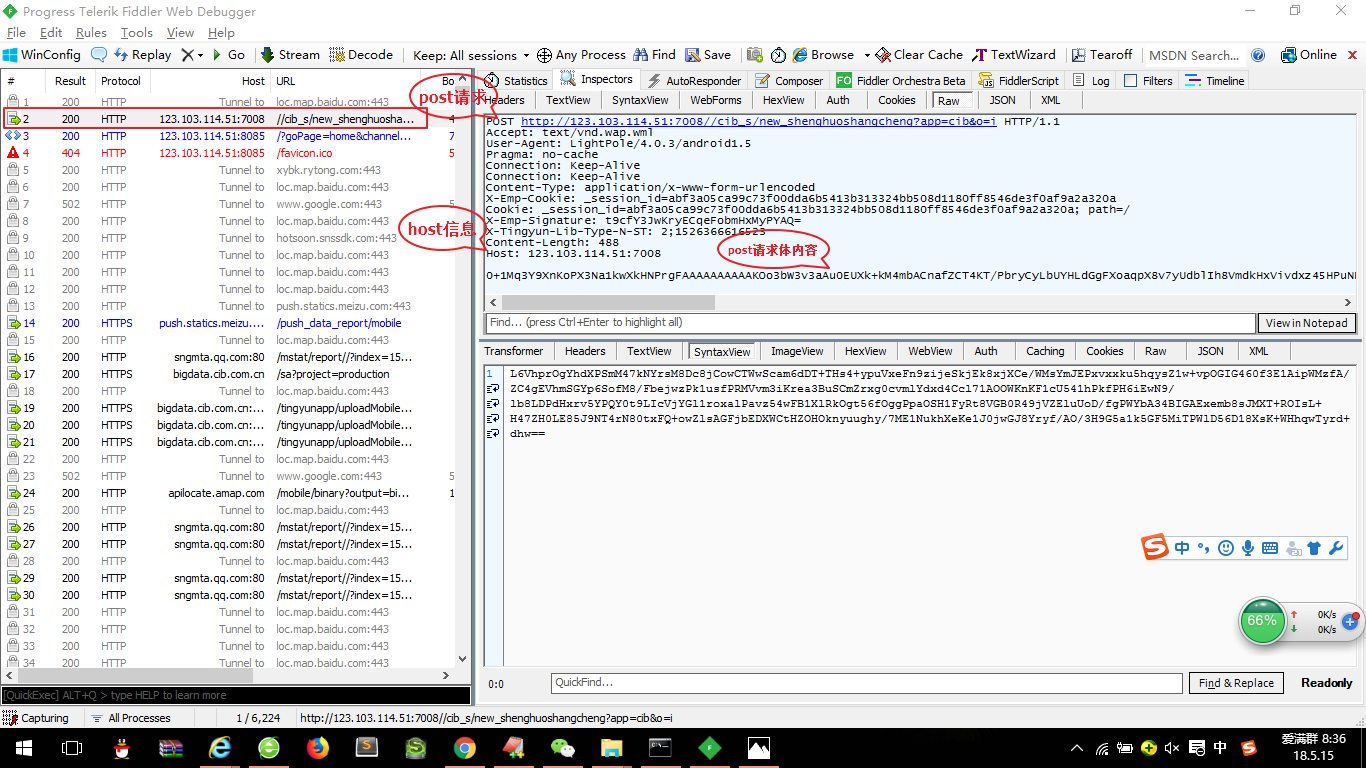 Progress Telerik Fiddler Web Debugger
File Edit Rules Tools View Help
WinConfig Replay Go Stream Decode Keep: All sessions Any Process Find Save Browse Clear Cache TextWizard Tearoff MSDN Search... Online
# Result Protocol Host URL Bo
1 200 HTTP Tunnel to loc.map.baidu.com:443
2 200 HTTP 123.103.114.51:7008 //cib_s/new_shenghuosha... 4
3 200 HTTP 123.103.114.51:8085 /?goPage=home&channel... 7
4 404 HTTP 123.103.114.51:8085 /favicon.ico 5
5 200 HTTP Tunnel to xybk.rytong.com:443
6 200 HTTP Tunnel to loc.map.baidu.com:443
7 502 HTTP Tunnel to www.google.com:443 5
8 200 HTTP Tunnel to loc.map.baidu.com:443
9 200 HTTP Tunnel to hotsoon.snssdk.com:443
10 200 HTTP Tunnel to loc.map.baidu.com:443
11 200 HTTP Tunnel to loc.map.baidu.com:443
12 200 HTTP Tunnel to loc.map.baidu.com:443
13 200 HTTP Tunnel to push.statics.meizu.com:443
14 200 HTTPS push.statics.meizu.... /push_data_report/mobile
15 200 HTTP Tunnel to loc.map.baidu.com:443
16 200 HTTP sngmta.qq.com:80 /mstat/report//?index=15...
17 200 HTTP bigdata.cib.com.cn /sa?project=production
18 200 HTTP Tunnel to loc.map.baidu.com:443
19 200 HTTPS bigdata.cib.com.cn:... /tingyunapp/uploadMobile...
20 200 HTTPS bigdata.cib.com.cn:... /tingyunapp/uploadMobile...
21 200 HTTPS bigdata.cib.com.cn:... /tingyunapp/uploadMobile...
22 200 HTTP Tunnel to loc.map.baidu.com:443
23 502 HTTP Tunnel to www.google.com:443 5
24 200 HTTP apilocate.amap.com /mobile/binary?output=bi... 1
25 200 HTTP Tunnel to loc.map.baidu.com:443
26 200 HTTP sngmta.qq.com:80 /mstat/report//?index=15...
27 200 HTTP sngmta.qq.com:80 /mstat/report//?index=15...
28 200 HTTP Tunnel to loc.map.baidu.com:443
29 200 HTTP sngmta.qq.com:80 /mstat/report//?index=15...
30 200 HTTP sngmta.qq.com:80 /mstat/report//?index=15...
31 200 HTTP Tunnel to loc.map.baidu.com:443
32 200 HTTP Tunnel to loc.map.baidu.com:443
33 200 HTTP Tunnel to loc.map.baidu.com:443
34 200 HTTP Tunnel to loc.map.baidu.com:443
[QuickExec] ALT+Q > type HELP to learn more
post请求
host信息
post请求体内容
Statistics Inspectors AutoResponder Composer FO Fiddler Orchestra Beta FiddlerScript Log Filters Timeline
Headers TextView SyntaxView WebForms HexView Auth Cookies Raw JSON XML
POST http://123.103.114.51:7008//cib_s/new_shenghuoshangcheng?app=cib&o=i HTTP/1.1
Accept: text/vnd.wap.wml
User-Agent: LightPole/4.0.3/android1.5
Pragma: no-cache
Connection: Keep-Alive
Connection: Keep-Alive
Content-Type: application/x-www-form-urlencoded
X-Emp-Cookie: _session_id=abf3a05ca99c73f00dda6b5413b313324bb508d1180ff8546de3f0af9a2a320a
Cookie: _session_id=abf3a05ca99c73f00dda6b5413b313324bb508d1180ff8546de3f0af9a2a320a; path=/
X-Emp-Signature: t9cfY3JwKryECqeFobmHxMyPYAQ=
X-Tingyun-Lib-Type-N-ST: 2;1526366616523
Content-Length: 488
Host: 123.103.114.51:7008
0+1Mq3Y9XnKoPX3Na1kwXkHNPrgFAAAAAAAAAAKOo3bW3v3aAu0EUXk+kM4mbACnafZCT4KT/PbryCyLbUYHLdGgFXoaqpX8v7yUdblIh8VmdkHxVivdxz45HPuN
Find... (press Ctrl+Enter to highlight all) View in Notepad
Transformer Headers TextView SyntaxView ImageView HexView WebView Auth Caching Cookies Raw JSON XML
1 L6VhprOgYhdXPSmM47kNYrsM8Dc8jCowCTWwScam6dDT+THs4+ypuVxeFn9zijeSkjEk8xjXCe/WMsYmJEPxvxxku5hqysZ1w+vpOGIG460f3E1AipWMzfA/
ZC4gEVhmSGYp6SofM8/FbejwzPk1usfPRMVvm3iKrea3BuSCmZrxg0cvmlYdxd4Ccl71AOOWKnKF1cU541hPkfPH6iEwN9/
lb8LDPdHxrv5YPQY0t9LIcVjYGl1roxalPavz54wFB1XlRkOgt56fOggPpaOSH1FyRt8VGB0R49jVZEluUoD/fgPWYbA34BIGAExemb8sJMXT+ROIsL+
H47ZH0LE85J9NT4rN80txFQ+owZlsAGFjbEDXWCtHZOHOknyuughy/7ME1NukhXeKe1J0jwGJ8Yryf/AO/3H9G5a1k5GF5MiTPWlD56D18XsK+WHhqwTyrd+
dhw==
中
66% 0K/s
0K/s
0:0 QuickFind... Find & Replace Readonly
Capturing All Processes 1 / 6,224 http://123.103.114.51:7008//cib_s/new_shenghuoshangcheng?app=cib&o=i
中 爱满群 8:36
18.5.15